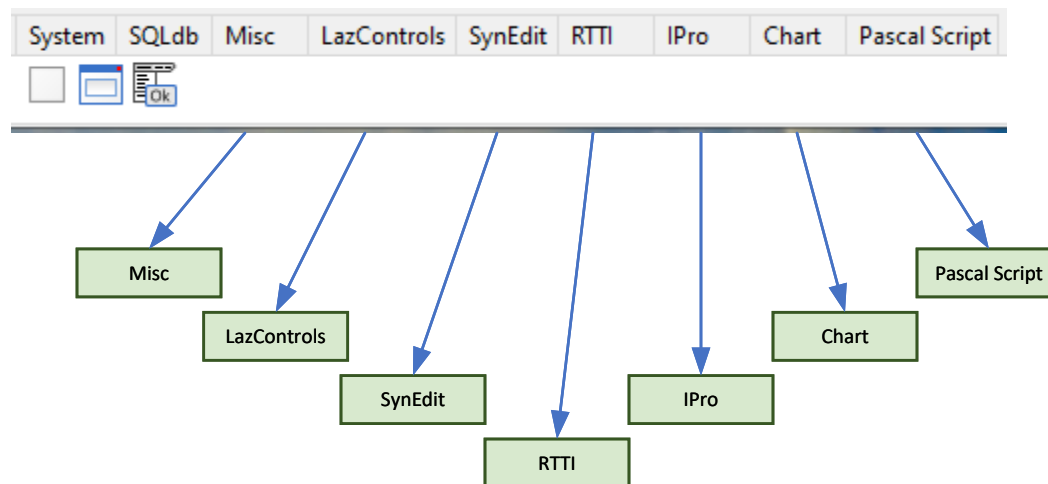 System SQLdb Misc LazControls SynEdit RTTI IPro Chart Pascal Script
Ok
Misc
Pascal Script
LazControls
Chart
SynEdit
IPro
RTTI